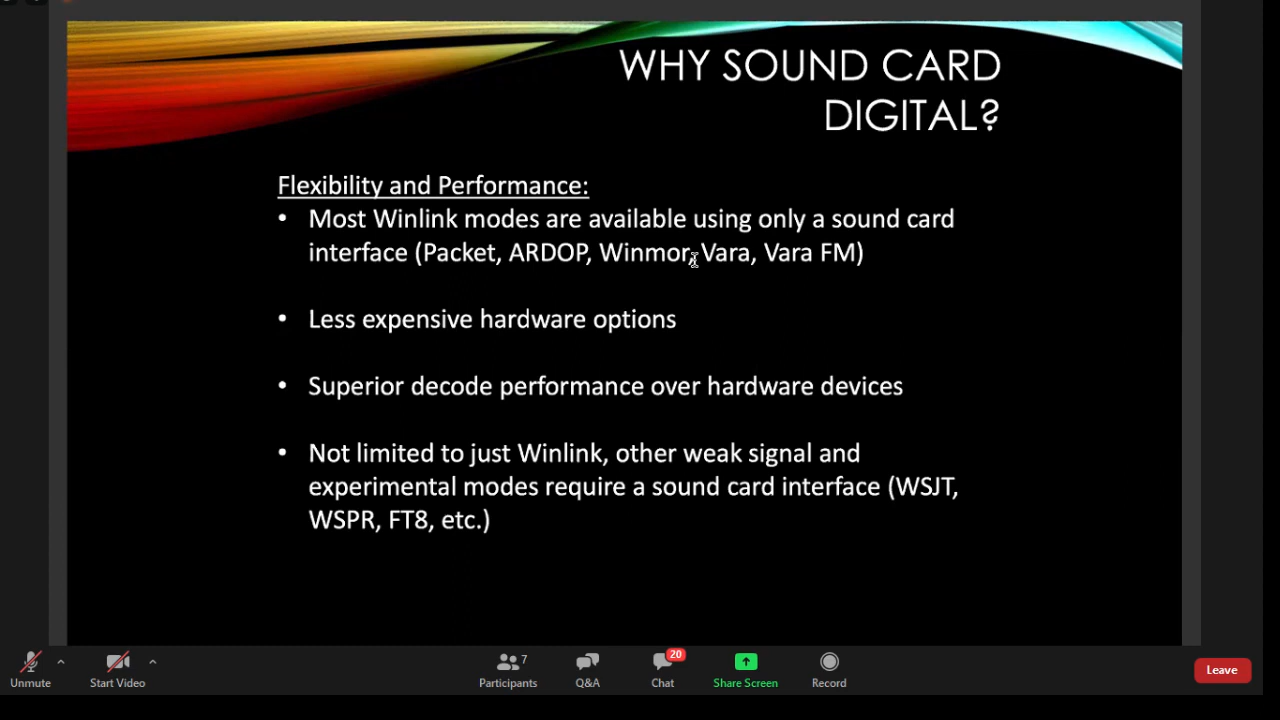 WHY SOUND CARD
DIGITAL?
Flexibility and Performance:
• Most Winlink modes are available using only a sound card
interface (Packet, ARDOP, Winmor, Vara, Vara FM)
• Less expensive hardware options
• Superior decode performance over hardware devices
• Not limited to just Winlink, other weak signal and
experimental modes require a sound card interface (WSJT,
WSPR, FT8, etc.)
Unmute
Start Video
7
Participants
Q&A
20
Chat
Share Screen
Record
Leave